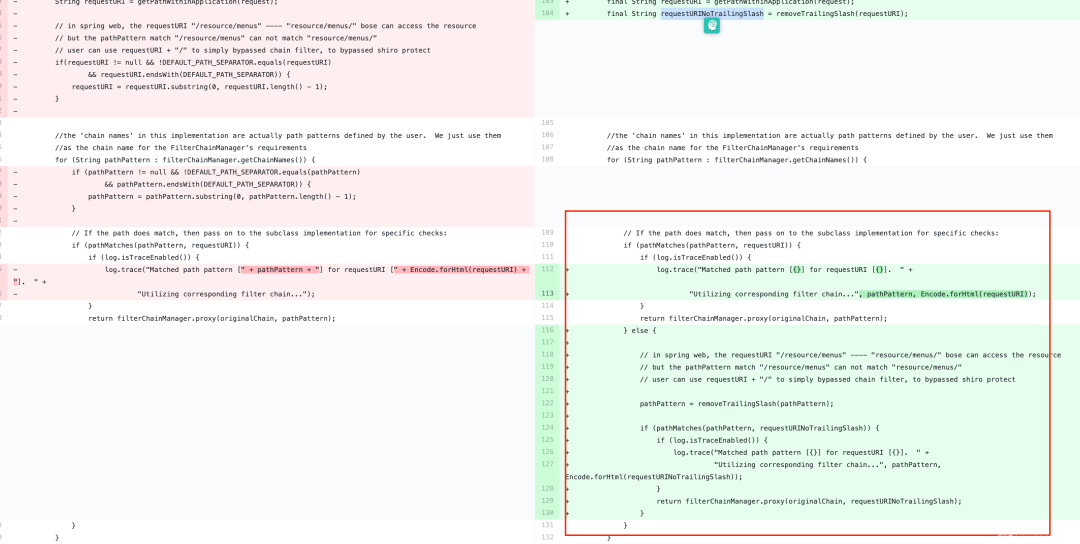 String requestURI = getPathWithinApplication(request);
-
- // in spring web, the requestURI "/resource/menus" ---- "resource/menus/" bose can access the resource
- // but the pathPattern match "/resource/menus" can not match "resource/menus/"
- // user can use requestURI + "/" to simply bypassed chain filter, to bypassed shiro protect
- if(requestURI != null && !DEFAULT_PATH_SEPARATOR.equals(requestURI)
- && requestURI.endsWith(DEFAULT_PATH_SEPARATOR)) {
- requestURI = requestURI.substring(0, requestURI.length() - 1);
- }
-
//the 'chain names' in this implementation are actually path patterns defined by the user. We just use them
//as the chain name for the FilterChainManager's requirements
for (String pathPattern : filterChainManager.getChainNames()) {
- if (pathPattern != null && !DEFAULT_PATH_SEPARATOR.equals(pathPattern)
- && pathPattern.endsWith(DEFAULT_PATH_SEPARATOR)) {
- pathPattern = pathPattern.substring(0, pathPattern.length() - 1);
- }
-
// If the path does match, then pass on to the subclass implementation for specific checks:
if (pathMatches(pathPattern, requestURI)) {
if (log.isTraceEnabled()) {
- log.trace("Matched path pattern [" + pathPattern + "] for requestURI [" + Encode.forHtml(requestURI) +
"]. " +
- "Utilizing corresponding filter chain...");
}
return filterChainManager.proxy(originalChain, pathPattern);
}
}
}
103 + final String requestURI = getPathWithinApplication(request);
104 + final String requestURINoTrailingSlash = removeTrailingSlash(requestURI);
105
106 //the 'chain names' in this implementation are actually path patterns defined by the user. We just use them
107 //as the chain name for the FilterChainManager's requirements
108 for (String pathPattern : filterChainManager.getChainNames()) {
109 // If the path does match, then pass on to the subclass implementation for specific checks:
110 if (pathMatches(pathPattern, requestURI)) {
111 if (log.isTraceEnabled()) {
112 + log.trace("Matched path pattern [{}] for requestURI [{}]. " +
113 + "Utilizing corresponding filter chain...", pathPattern, Encode.forHtml(requestURI));
114 }
115 return filterChainManager.proxy(originalChain, pathPattern);
116 + } else {
117 +
118 + // in spring web, the requestURI "/resource/menus" ---- "resource/menus/" bose can access the resource
119 + // but the pathPattern match "/resource/menus" can not match "resource/menus/"
120 + // user can use requestURI + "/" to simply bypassed chain filter, to bypassed shiro protect
121 +
122 + pathPattern = removeTrailingSlash(pathPattern);
123 +
124 + if (pathMatches(pathPattern, requestURINoTrailingSlash)) {
125 + if (log.isTraceEnabled()) {
126 + log.trace("Matched path pattern [{}] for requestURI [{}]. " +
127 + "Utilizing corresponding filter chain...", pathPattern,
Encode.forHtml(requestURINoTrailingSlash));
128 + }
129 + return filterChainManager.proxy(originalChain, requestURINoTrailingSlash);
130 + }
131 }
132 }